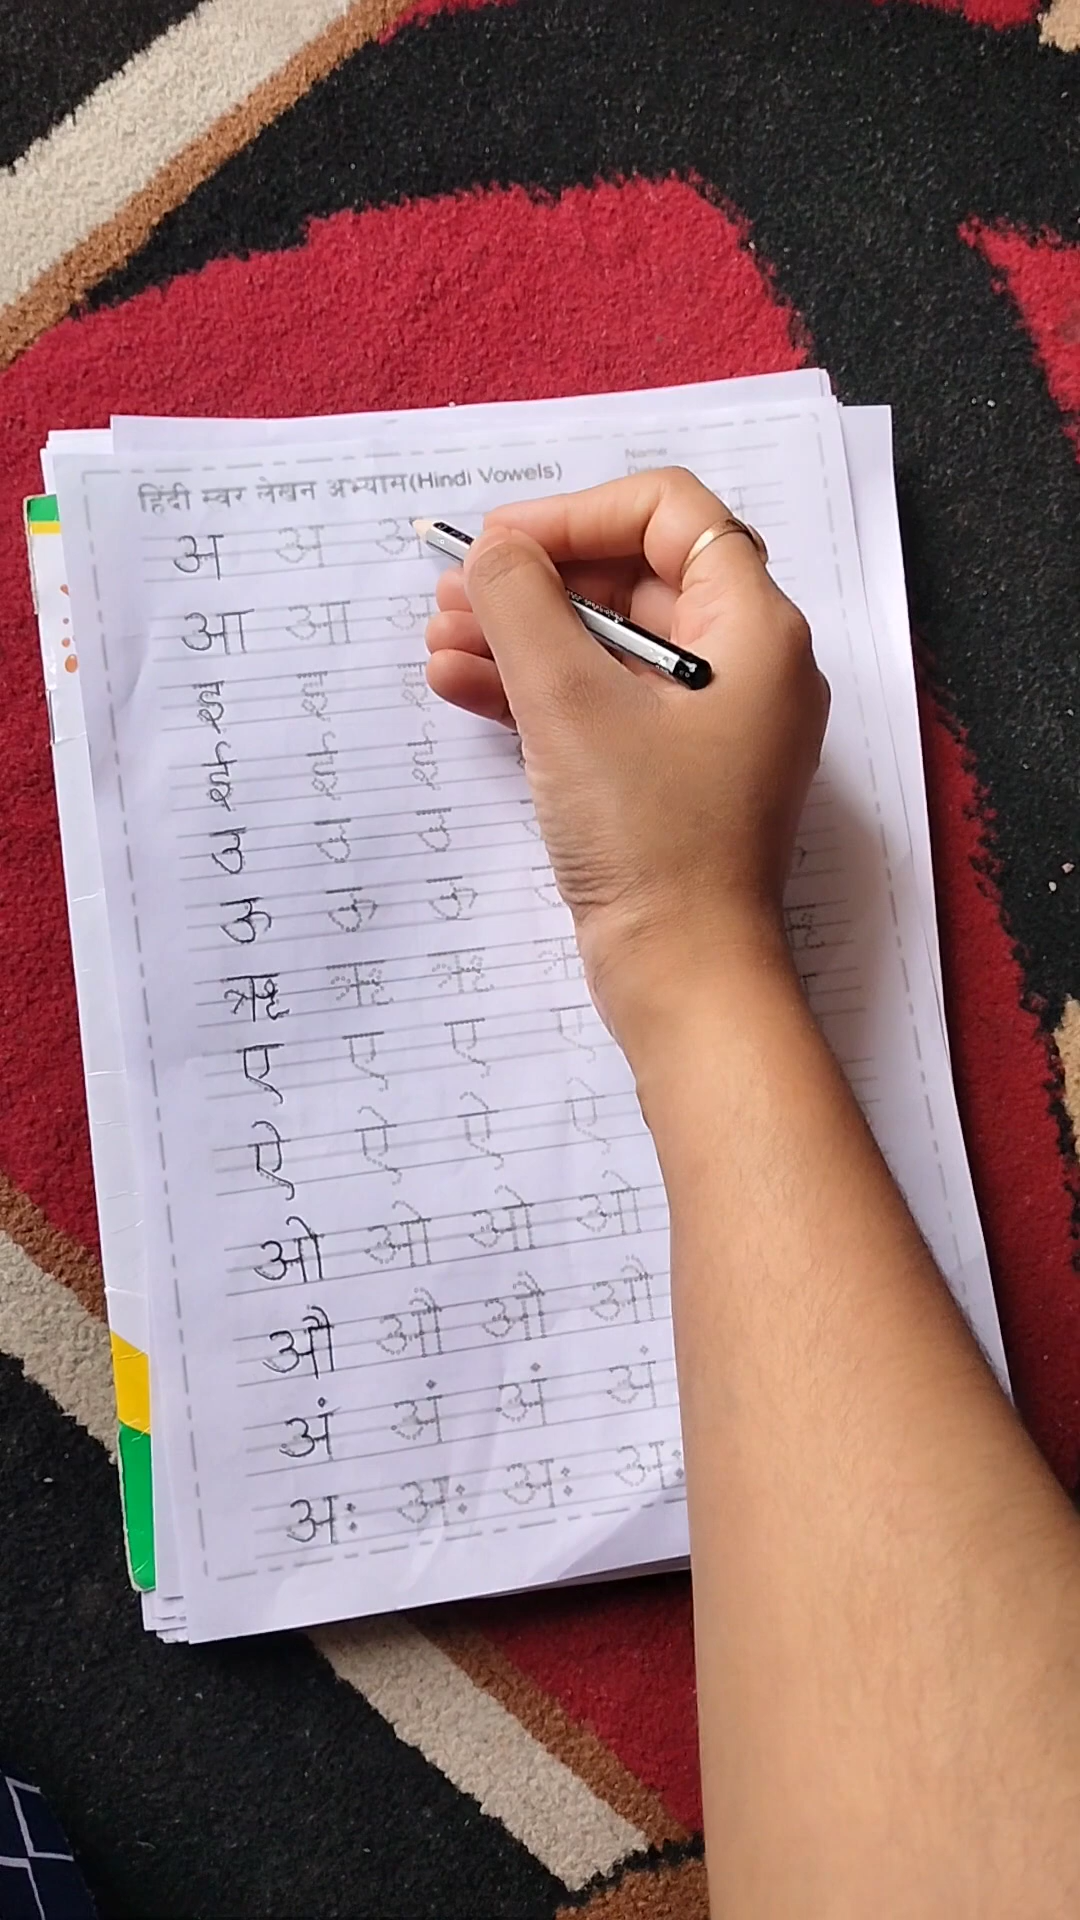 हिंदी स्वर लेखन अभ्यास(Hindi Vowels)
Name
अ अ अ
आ आ
इ इ इ
ई ई ई
उ उ उ
ऊ ऊ ऊ
ऋ ऋ ऋ
ए ए ए ए
ऐ ऐ ऐ ऐ
ओ ओ ओ ओ
औ औ औ औ
अं अं अं अं
अः अः अः अः